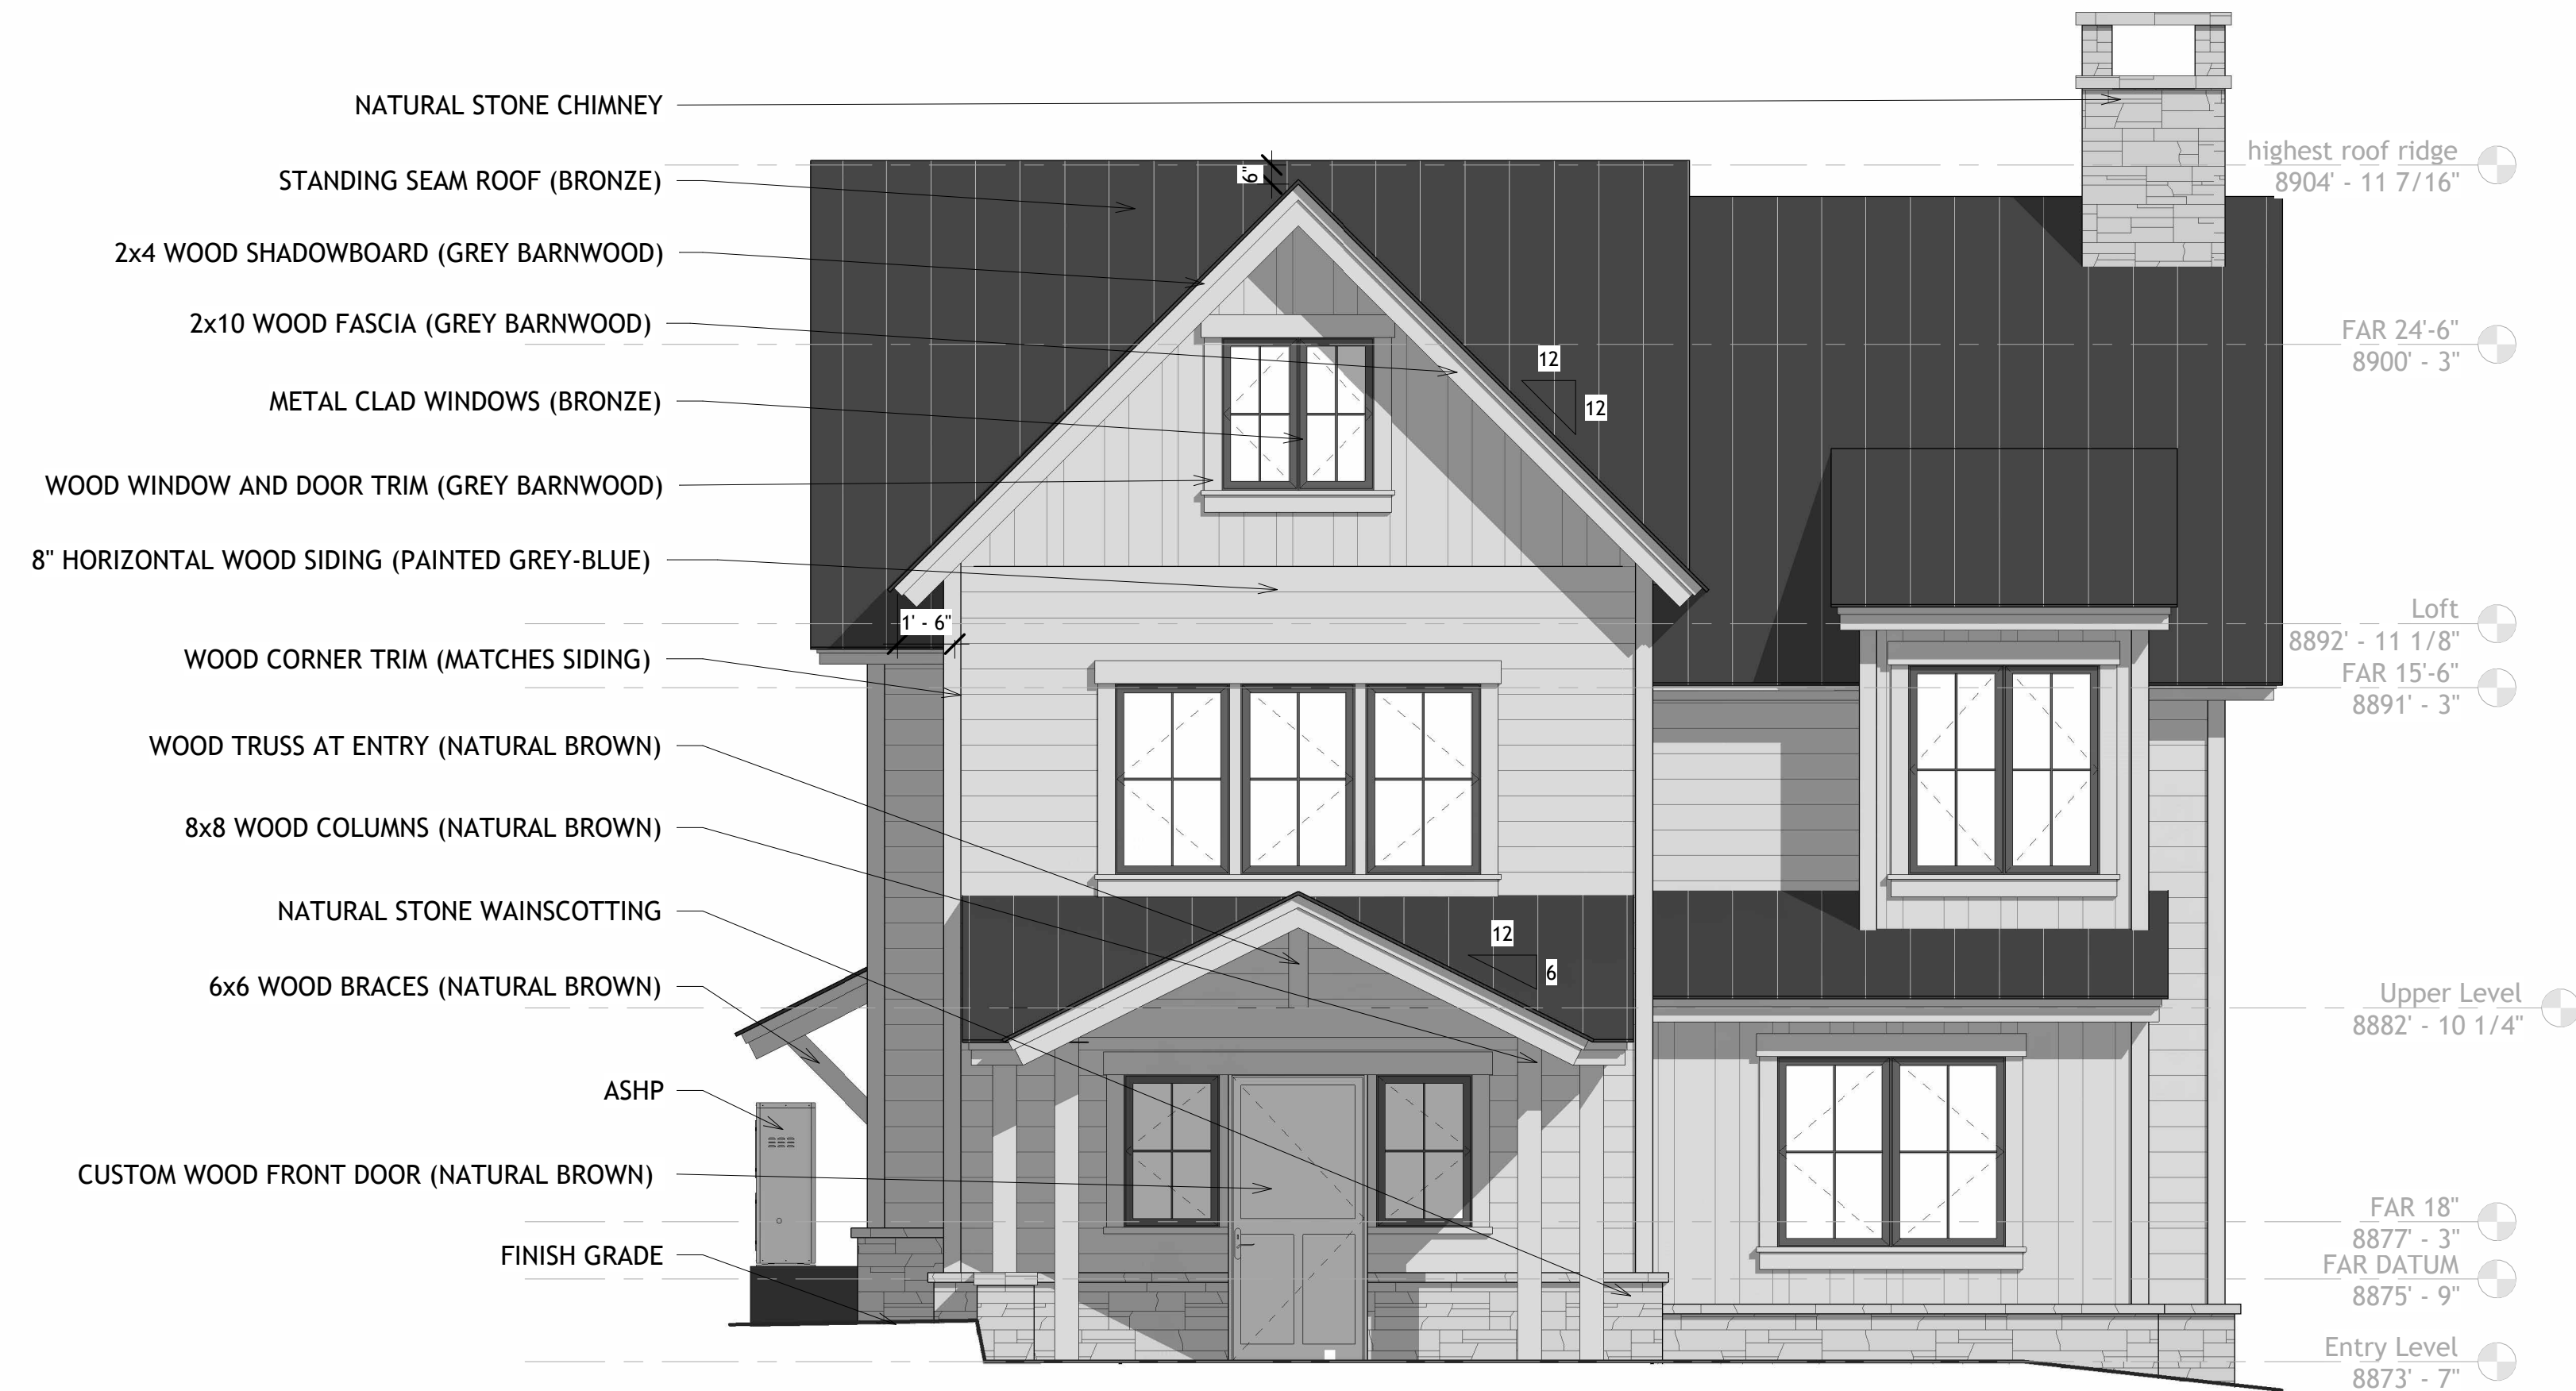 NATURAL STONE CHIMNEY
STANDING SEAM ROOF (BRONZE)
2x4 WOOD SHADOWBOARD (GREY BARNWOOD)
2x10 WOOD FASCIA (GREY BARNWOOD)
METAL CLAD WINDOWS (BRONZE)
WOOD WINDOW AND DOOR TRIM (GREY BARNWOOD)
8" HORIZONTAL WOOD SIDING (PAINTED GREY-BLUE)
WOOD CORNER TRIM (MATCHES SIDING)
WOOD TRUSS AT ENTRY (NATURAL BROWN)
8x8 WOOD COLUMNS (NATURAL BROWN)
NATURAL STONE WAINSCOTTING
6x6 WOOD BRACES (NATURAL BROWN)
ASHP
CUSTOM WOOD FRONT DOOR (NATURAL BROWN)
FINISH GRADE
6"
12
12
1' - 6"
12
6
highest roof ridge
8904' - 11 7/16"
FAR 24'-6"
8900' - 3"
Loft
8892' - 11 1/8"
FAR 15'-6"
8891' - 3"
Upper Level
8882' - 10 1/4"
FAR 18"
8877' - 3"
FAR DATUM
8875' - 9"
Entry Level
8873' - 7"